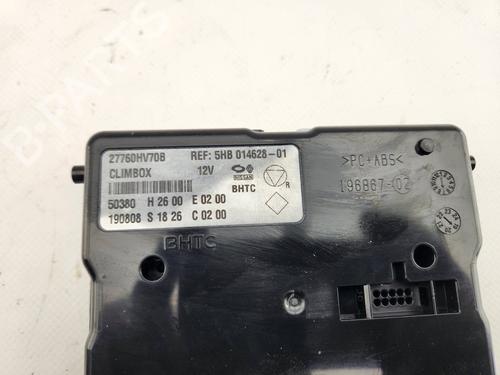 27760HV70B REF: 5HB 014628-01
CLIMBOX 12V NISSAN
BHTC R
50380 H 26 00 E 02 00
190808 S 18 26 C 02 00
BHTC
>PC+ABS<
196867-02
B-PARTS